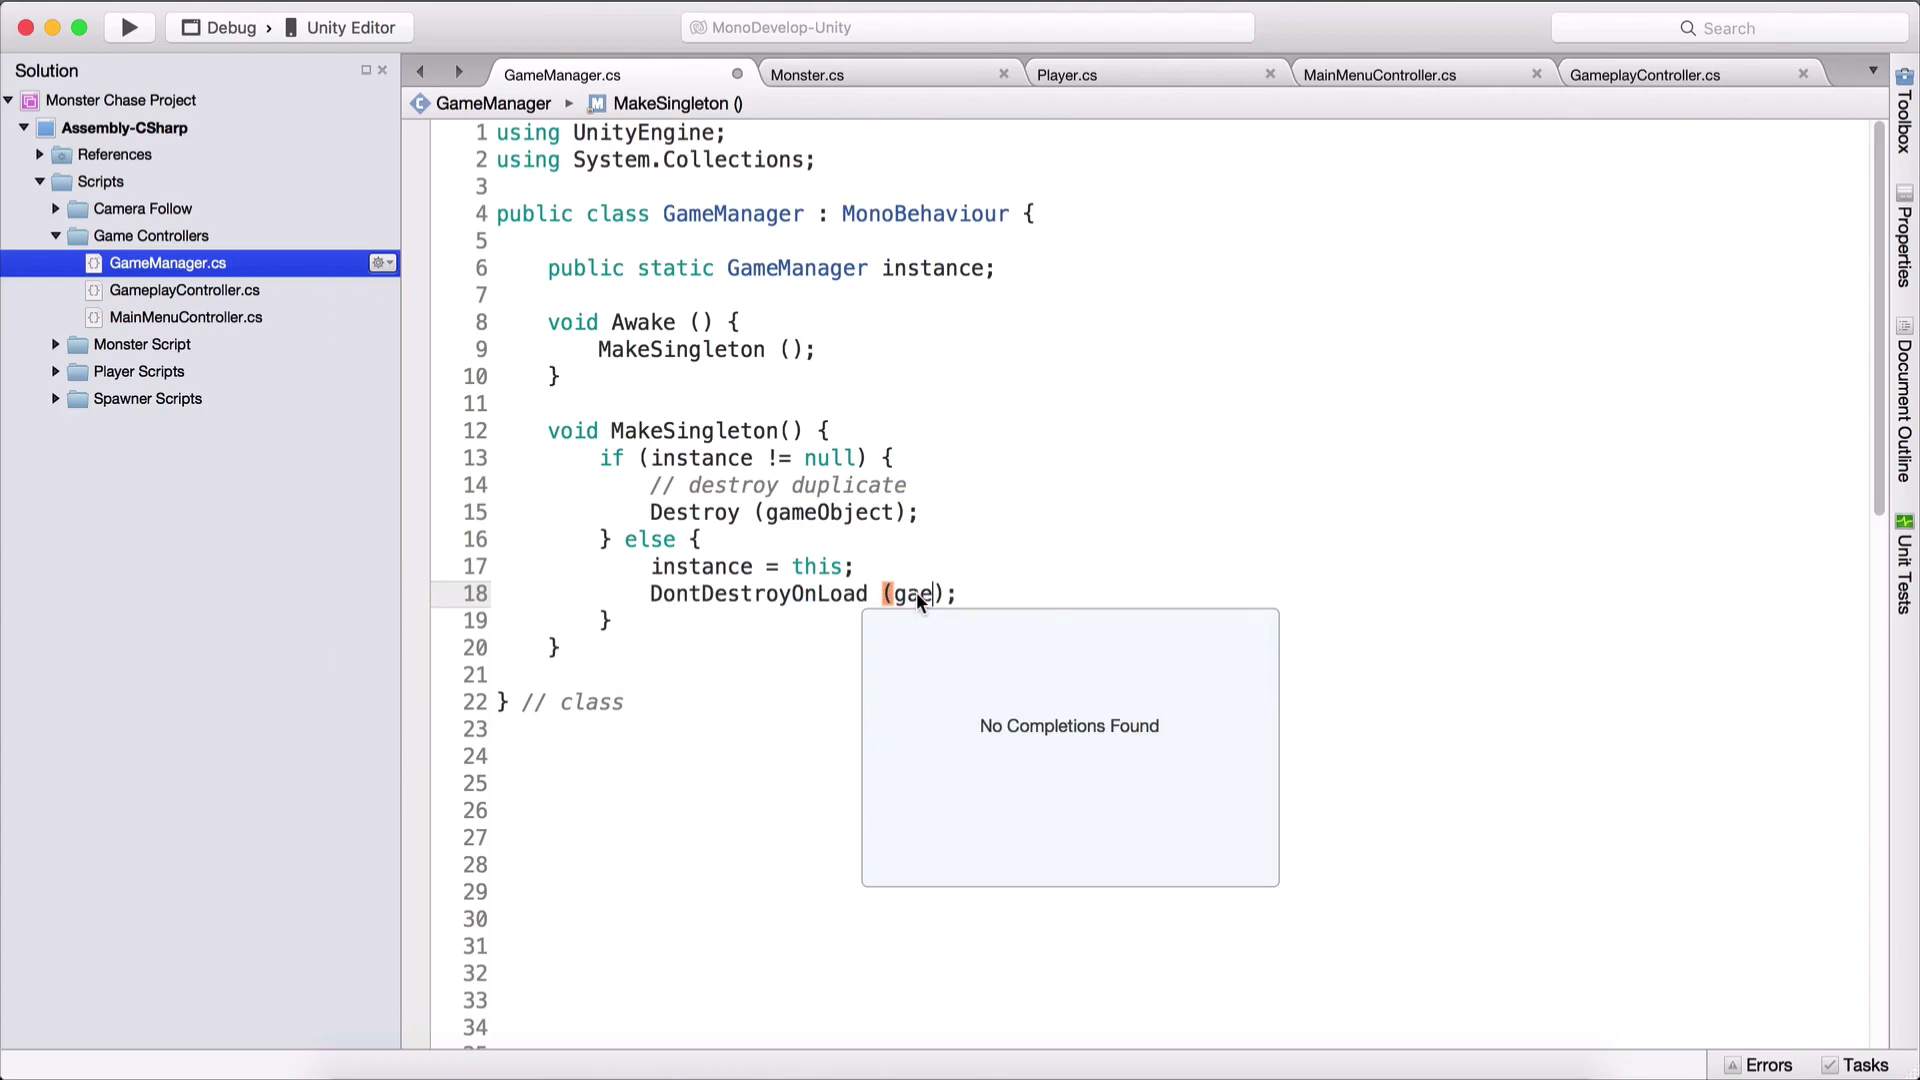 Debug › Unity Editor
MonoDevelop-Unity
Search
Solution
Monster Chase Project
Assembly-CSharp
References
Scripts
Camera Follow
Game Controllers
GameManager.cs
GameplayController.cs
MainMenuController.cs
Monster Script
Player Scripts
Spawner Scripts
GameManager.cs
Monster.cs
Player.cs
MainMenuController.cs
GameplayController.cs
GameManager ▸ MakeSingleton ()
1 using UnityEngine;
2 using System.Collections;
3
4 public class GameManager : MonoBehaviour {
5
6 public static GameManager instance;
7
8 void Awake () {
9 MakeSingleton ();
10 }
11
12 void MakeSingleton() {
13 if (instance != null) {
14 // destroy duplicate
15 Destroy (gameObject);
16 } else {
17 instance = this;
18 DontDestroyOnLoad (gae);
19 }
20 }
21
22 } // class
23
24
25
26
27
28
29
30
31
32
33
34
No Completions Found
Toolbox
Properties
Document Outline
Unit Tests
Errors
Tasks